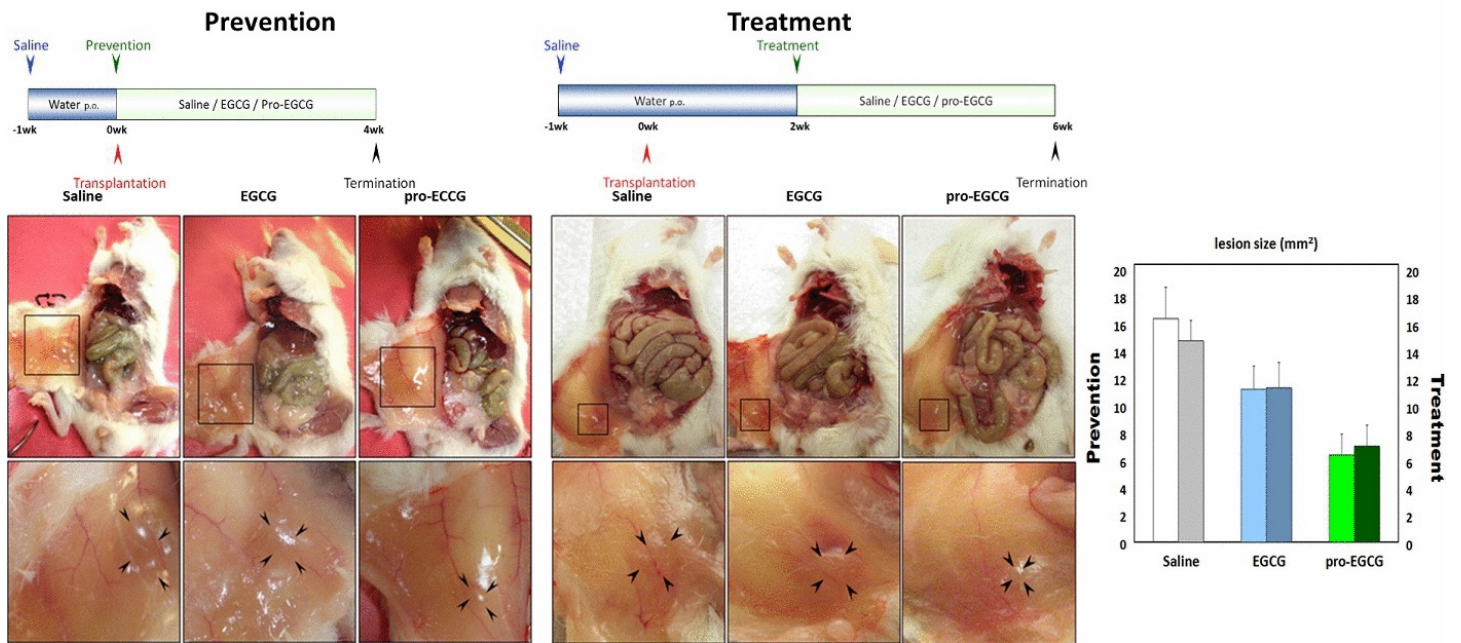 Prevention
Saline Prevention
Water p.o. Saline / EGCG / Pro-EGCG
-1wk 0wk 4wk
Transplantation Termination
Saline EGCG pro-ECCG
Treatment
Saline Treatment
Water p.o. Saline / EGCG / pro-EGCG
-1wk 0wk 2wk 6wk
Transplantation Termination
Saline EGCG pro-EGCG
lesion size (mm²)
Prevention
20
18
16
14
12
10
8
6
4
2
0
Treatment
20
18
16
14
12
10
8
6
4
2
0
Saline EGCG pro-EGCG